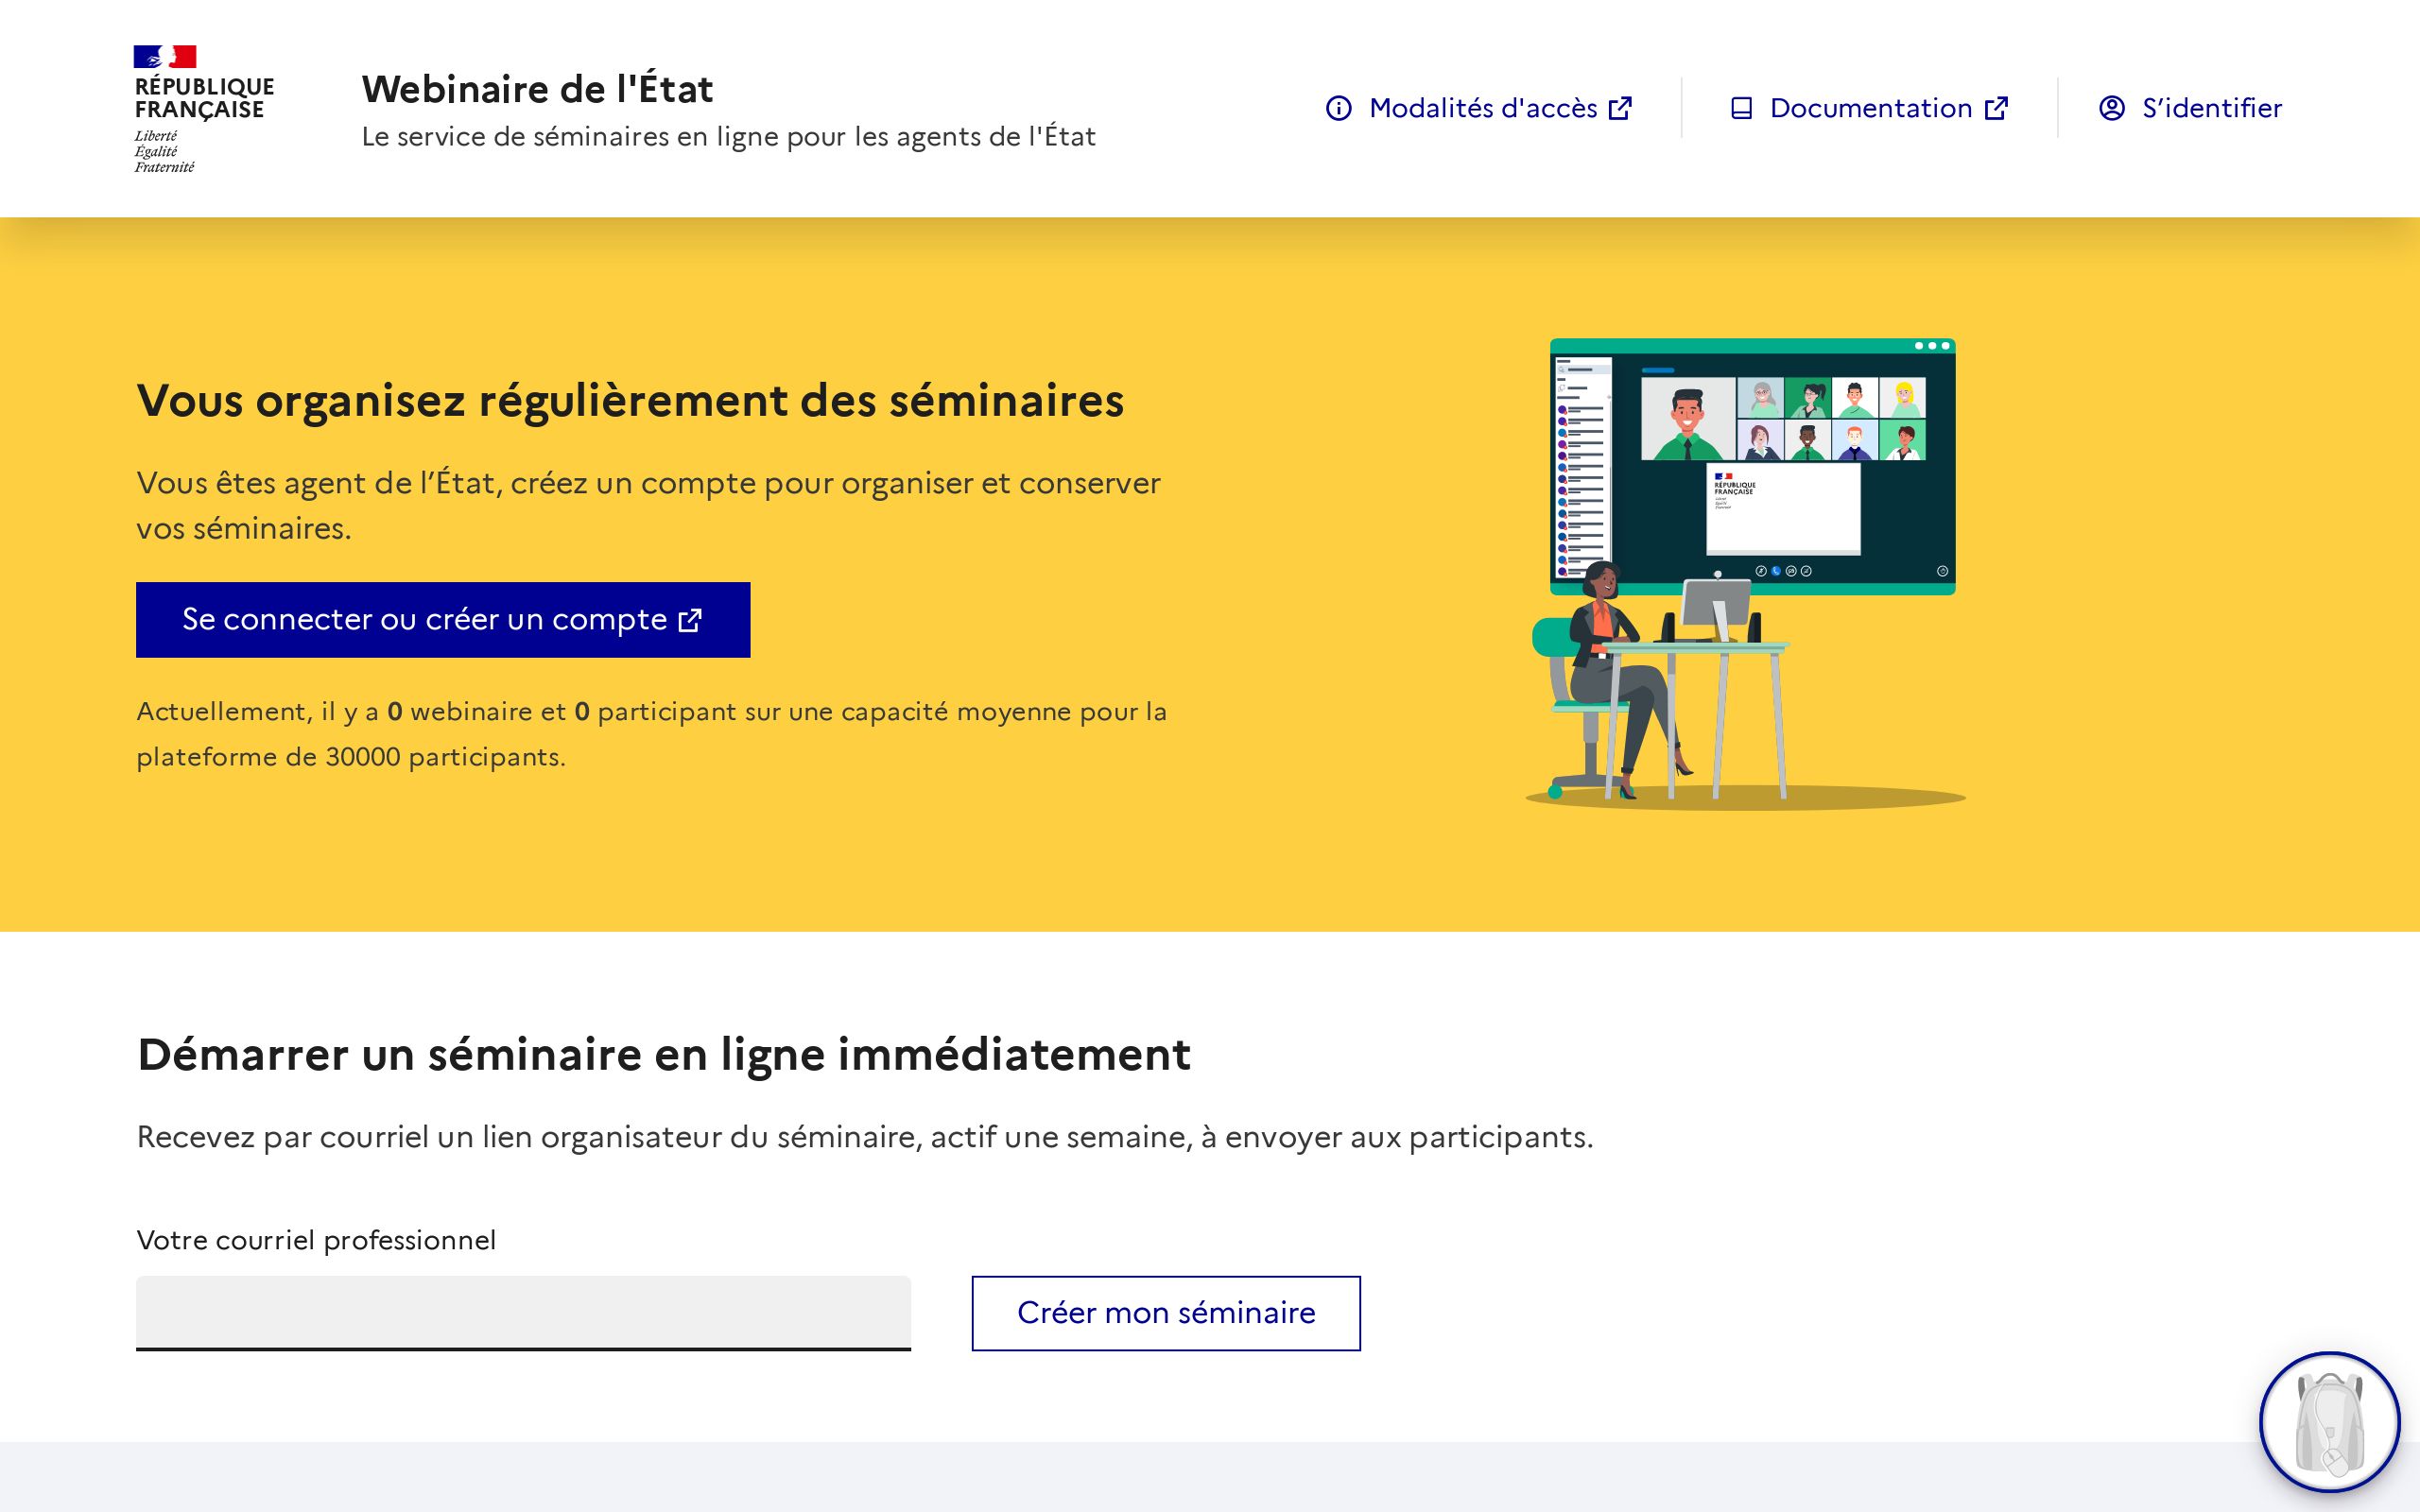 RÉPUBLIQUE
FRANÇAISE
Liberté
Égalité
Fraternité
Webinaire de l'État
Le service de séminaires en ligne pour les agents de l'État
Modalités d'accès
Documentation
S’identifier
Vous organisez régulièrement des séminaires
Vous êtes agent de l’État, créez un compte pour organiser et conserver
vos séminaires.
Se connecter ou créer un compte
Actuellement, il y a 0 webinaire et 0 participant sur une capacité moyenne pour la
plateforme de 30000 participants.
RÉPUBLIQUE
FRANÇAISE
Démarrer un séminaire en ligne immédiatement
Recevez par courriel un lien organisateur du séminaire, actif une semaine, à envoyer aux participants.
Votre courriel professionnel
Créer mon séminaire